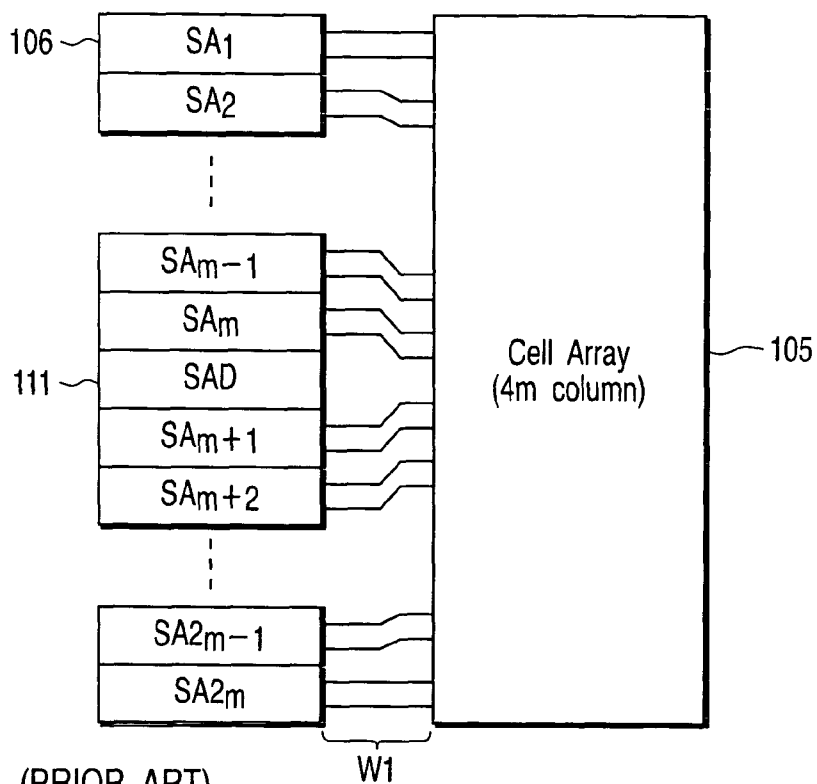 106
SA1
SA2
SAm-1
SAm
111
SAD
SAm+1
SAm+2
SA2m-1
SA2m
Cell Array
(4m column)
105
W1
(PRIOR ART)